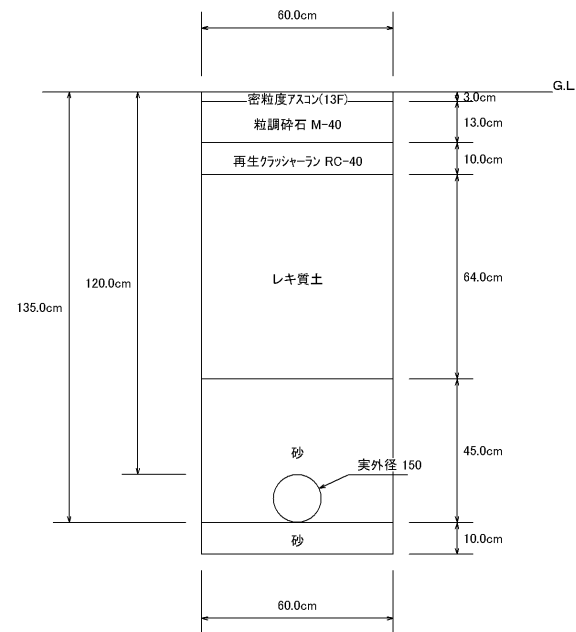 60.0cm
G.L
密粒度アスコン(13F)
3.0cm
粒調砕石 M-40
13.0cm
再生クラッシャーラン RC-40
10.0cm
レキ質土
64.0cm
120.0cm
135.0cm
砂
45.0cm
実外径 150
砂
10.0cm
60.0cm